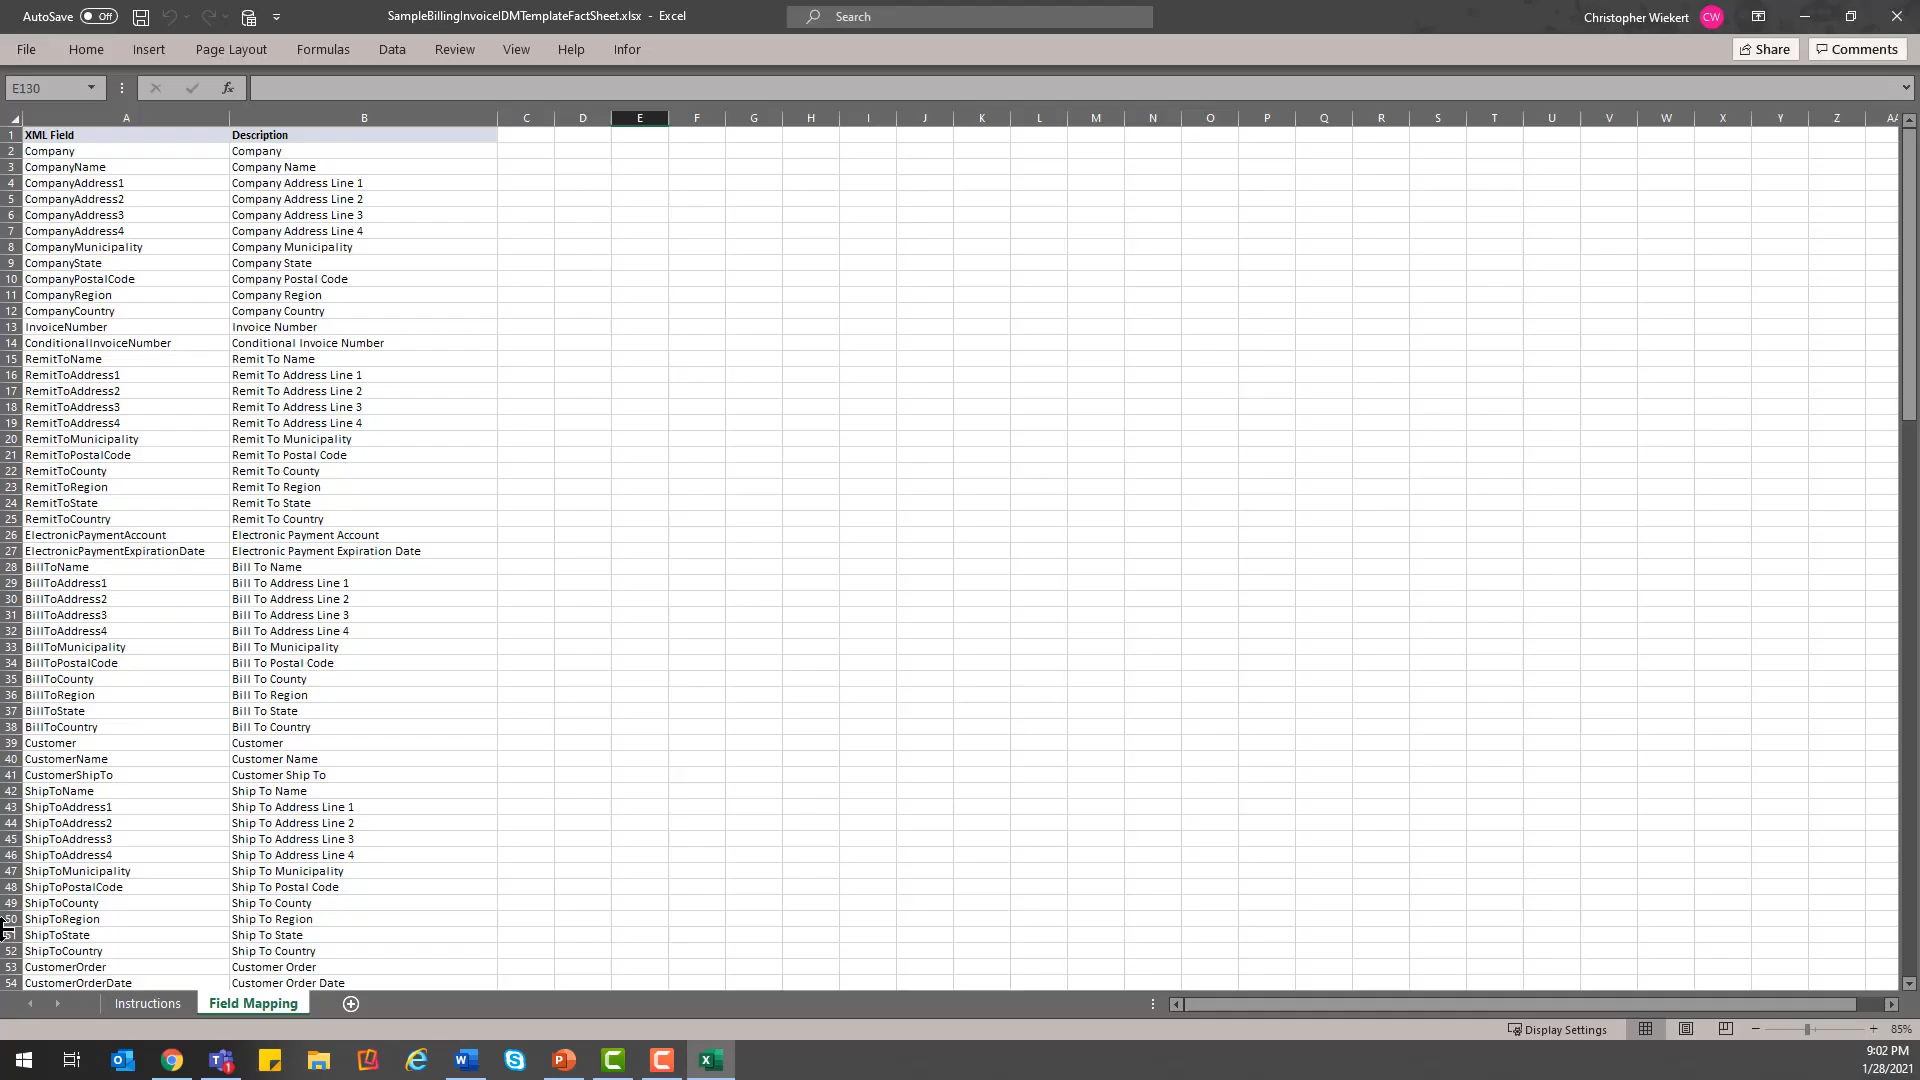 AutoSave Off SampleBillingInvoiceIDMTemplateFactSheet.xlsx - Excel Search Christopher Wiekert CW
File Home Insert Page Layout Formulas Data Review View Help Infor Share Comments
E130 fx
A B C D E F G H I J K L M N O P Q R S T U V W X Y Z AA
1 XML Field Description
2 Company Company
3 CompanyName Company Name
4 CompanyAddress1 Company Address Line 1
5 CompanyAddress2 Company Address Line 2
6 CompanyAddress3 Company Address Line 3
7 CompanyAddress4 Company Address Line 4
8 CompanyMunicipality Company Municipality
9 CompanyState Company State
10 CompanyPostalCode Company Postal Code
11 CompanyRegion Company Region
12 CompanyCountry Company Country
13 InvoiceNumber Invoice Number
14 ConditionalInvoiceNumber Conditional Invoice Number
15 RemitToName Remit To Name
16 RemitToAddress1 Remit To Address Line 1
17 RemitToAddress2 Remit To Address Line 2
18 RemitToAddress3 Remit To Address Line 3
19 RemitToAddress4 Remit To Address Line 4
20 RemitToMunicipality Remit To Municipality
21 RemitToPostalCode Remit To Postal Code
22 RemitToCounty Remit To County
23 RemitToRegion Remit To Region
24 RemitToState Remit To State
25 RemitToCountry Remit To Country
26 ElectronicPaymentAccount Electronic Payment Account
27 ElectronicPaymentExpirationDate Electronic Payment Expiration Date
28 BillToName Bill To Name
29 BillToAddress1 Bill To Address Line 1
30 BillToAddress2 Bill To Address Line 2
31 BillToAddress3 Bill To Address Line 3
32 BillToAddress4 Bill To Address Line 4
33 BillToMunicipality Bill To Municipality
34 BillToPostalCode Bill To Postal Code
35 BillToCounty Bill To County
36 BillToRegion Bill To Region
37 BillToState Bill To State
38 BillToCountry Bill To Country
39 Customer Customer
40 CustomerName Customer Name
41 CustomerShipTo Customer Ship To
42 ShipToName Ship To Name
43 ShipToAddress1 Ship To Address Line 1
44 ShipToAddress2 Ship To Address Line 2
45 ShipToAddress3 Ship To Address Line 3
46 ShipToAddress4 Ship To Address Line 4
47 ShipToMunicipality Ship To Municipality
48 ShipToPostalCode Ship To Postal Code
49 ShipToCounty Ship To County
50 ShipToRegion Ship To Region
51 ShipToState Ship To State
52 ShipToCountry Ship To Country
53 CustomerOrder Customer Order
54 CustomerOrderDate Customer Order Date
Instructions Field Mapping
Display Settings 85%
9:02 PM
1/28/2021